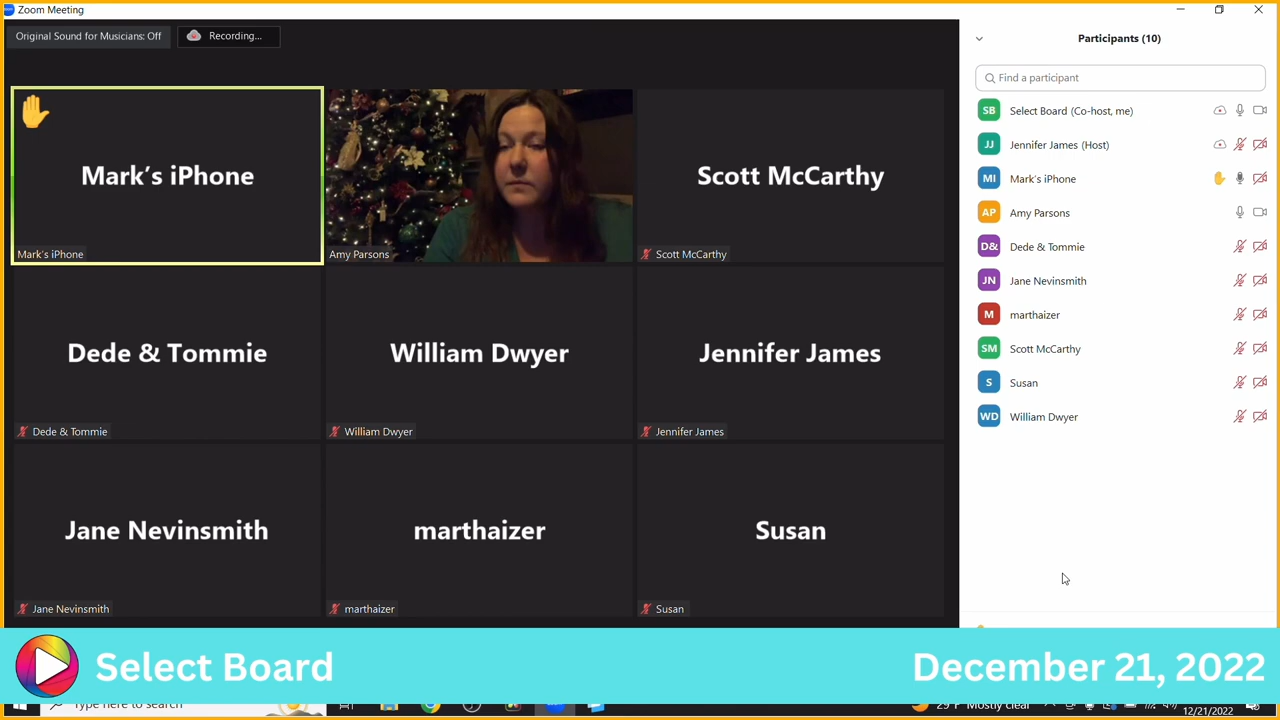 Zoom Meeting
Original Sound for Musicians: Off
Recording...
Participants (10)
Find a participant
SB Select Board (Co-host, me)
JJ Jennifer James (Host)
MI Mark's iPhone
AP Amy Parsons
D& Dede & Tommie
JN Jane Nevinsmith
M marthaizer
SM Scott McCarthy
S Susan
WD William Dwyer
Mark's iPhone
Mark's iPhone
Amy Parsons
Scott McCarthy
Scott McCarthy
Dede & Tommie
Dede & Tommie
William Dwyer
William Dwyer
Jennifer James
Jennifer James
Jane Nevinsmith
Jane Nevinsmith
marthaizer
marthaizer
Susan
Susan
Select Board
December 21, 2022
Type here to search
29°F Mostly clear
12/21/2022